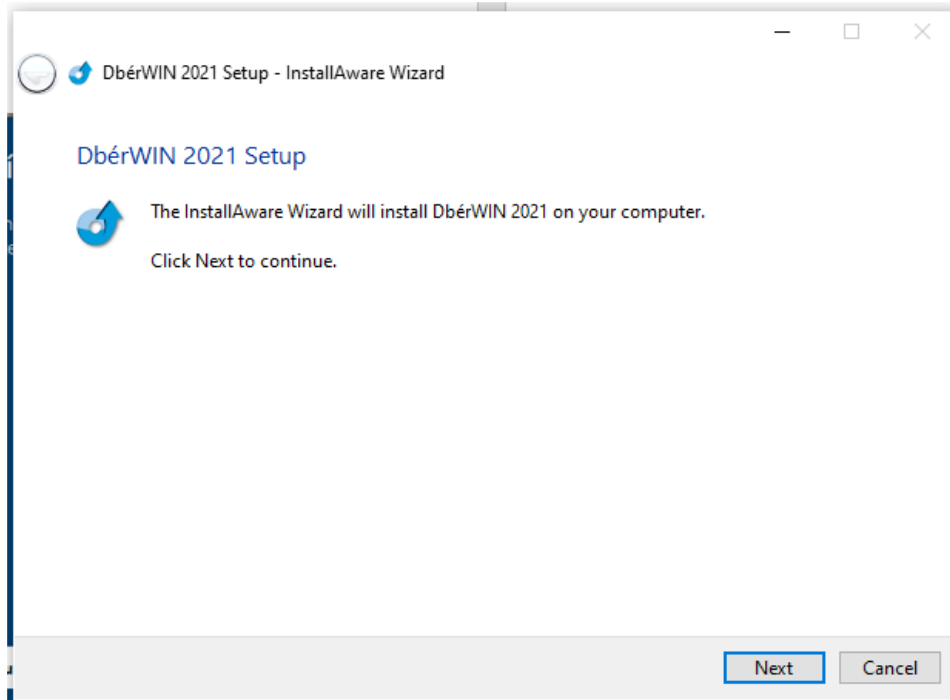 DbérWIN 2021 Setup - InstallAware Wizard
DbérWIN 2021 Setup
The InstallAware Wizard will install DbérWIN 2021 on your computer.
Click Next to continue.
Next
Cancel